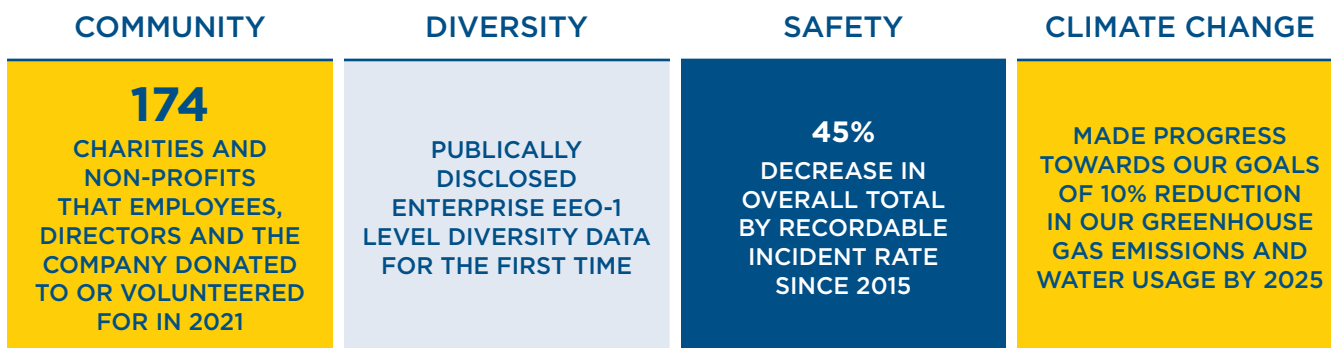 COMMUNITY
174
CHARITIES AND
NON-PROFITS
THAT EMPLOYEES,
DIRECTORS AND THE
COMPANY DONATED
TO OR VOLUNTEERED
FOR IN 2021
DIVERSITY
PUBLICALLY
DISCLOSED
ENTERPRISE EEO-1
LEVEL DIVERSITY DATA
FOR THE FIRST TIME
SAFETY
45%
DECREASE IN
OVERALL TOTAL
BY RECORDABLE
INCIDENT RATE
SINCE 2015
CLIMATE CHANGE
MADE PROGRESS
TOWARDS OUR GOALS
OF 10% REDUCTION
IN OUR GREENHOUSE
GAS EMISSIONS AND
WATER USAGE BY 2025